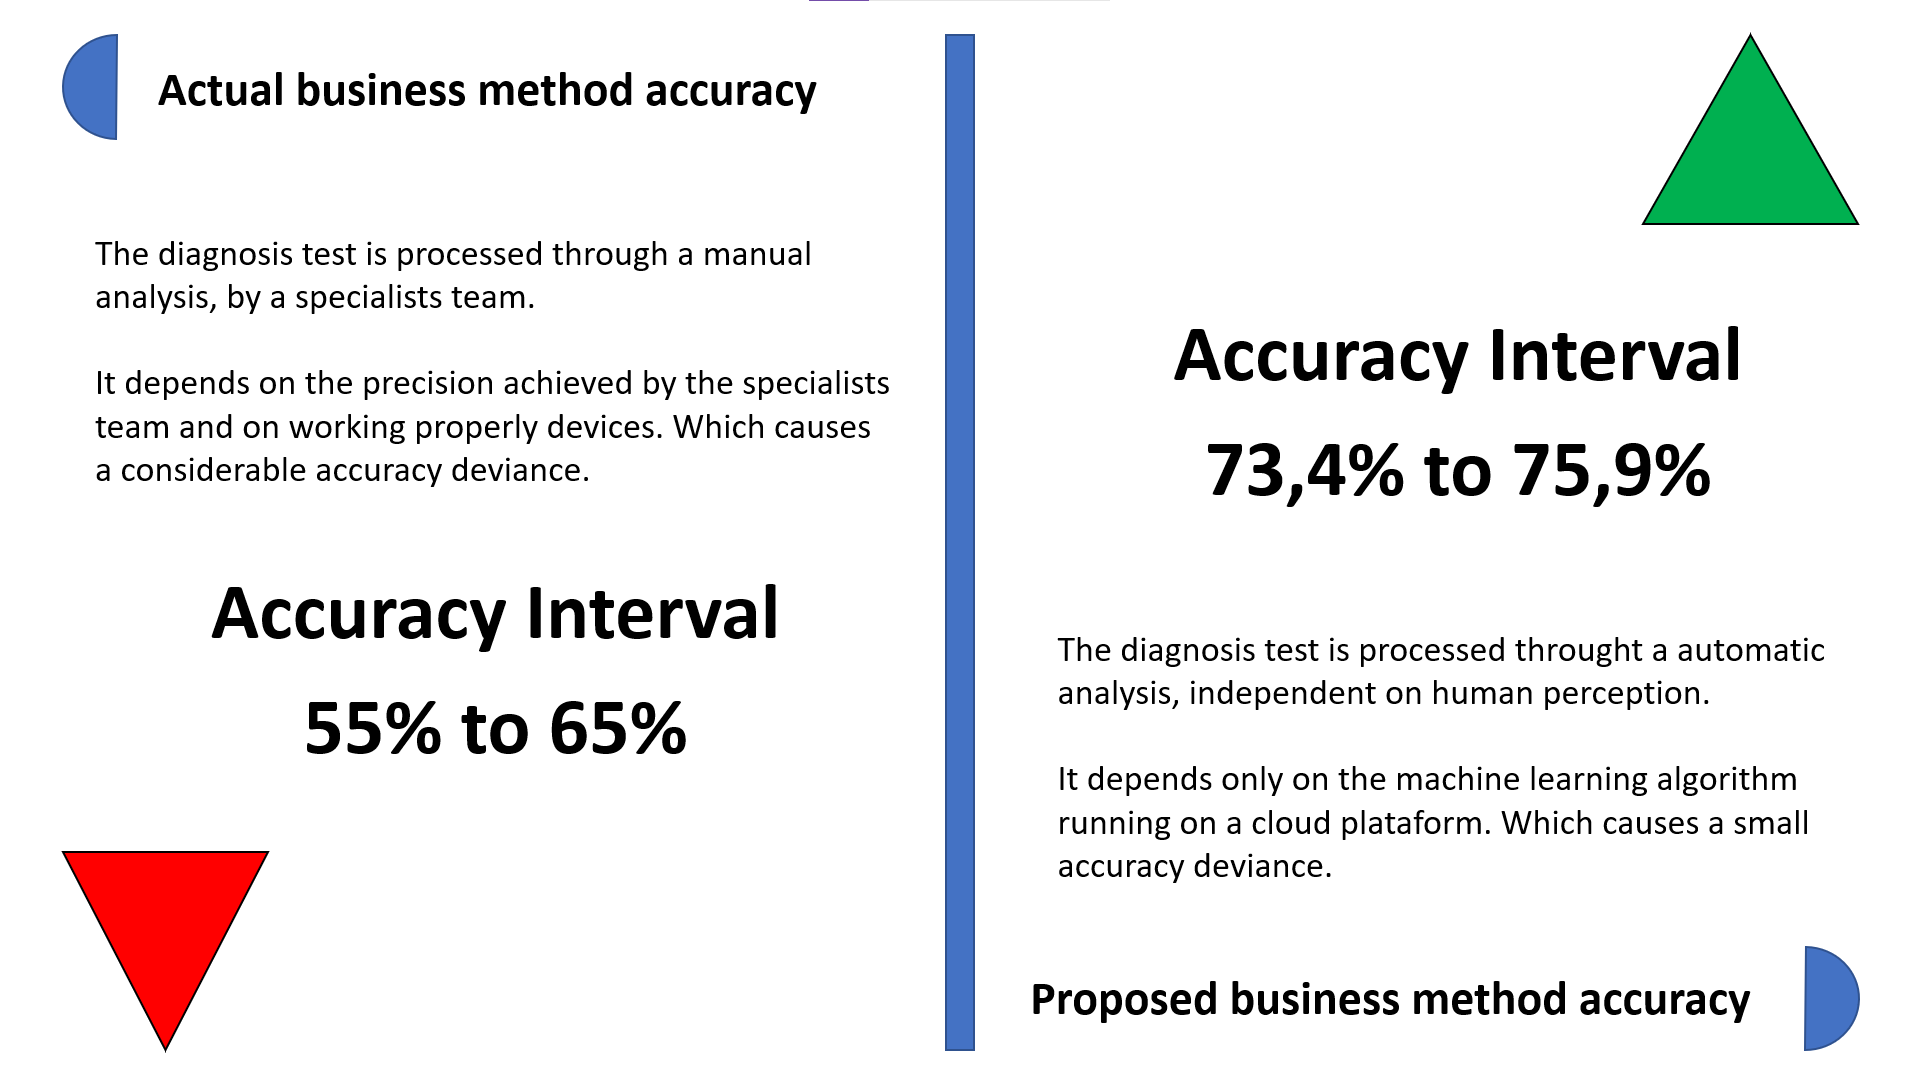 Actual business method accuracy
The diagnosis test is processed through a manual
analysis, by a specialists team.
It depends on the precision achieved by the specialists
team and on working properly devices. Which causes
a considerable accuracy deviance.
Accuracy Interval
55% to 65%
Accuracy Interval
73,4% to 75,9%
The diagnosis test is processed throught a automatic
analysis, independent on human perception.
It depends only on the machine learning algorithm
running on a cloud plataform. Which causes a small
accuracy deviance.
Proposed business method accuracy